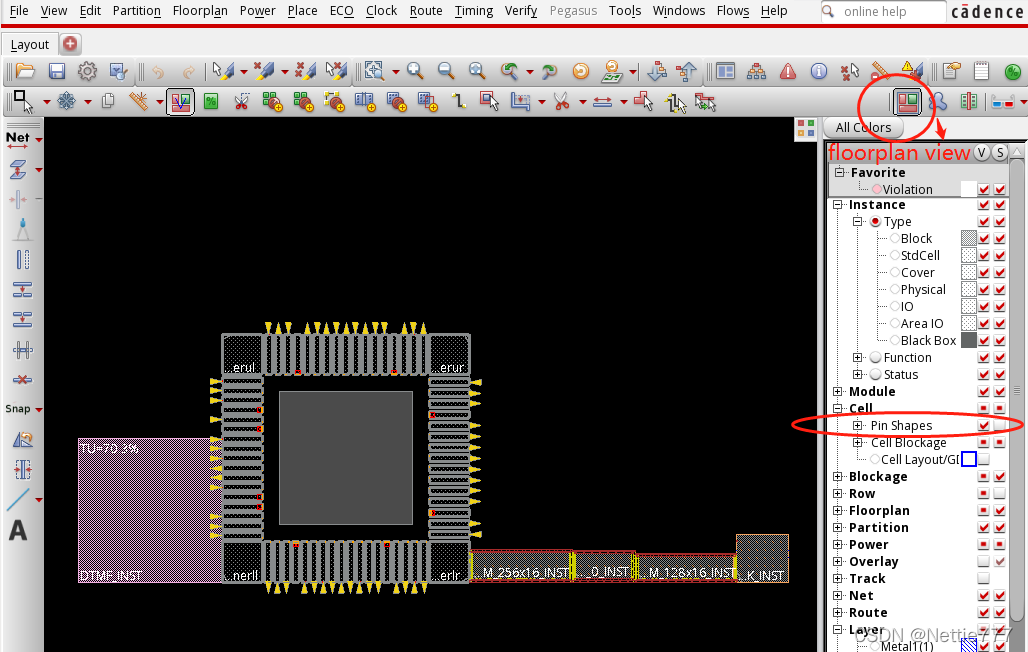 File View Edit Partition Floorplan Power Place ECO Clock Route Timing Verify Pegasus Tools Windows Flows Help online help cādence
Layout
Net
Snap
A
All Colors
floorplan view V S
Favorite
Violation
Instance
Type
Block
StdCell
Cover
Physical
IO
Area IO
Black Box
Function
Status
Module
Cell
Pin Shapes
Cell Blockage
Cell Layout/GD
Blockage
Row
Floorplan
Partition
Power
Overlay
Track
Net
Route
Layer
Metal1(1)
...erul ...erur
TU=70.3%
DTMF_INST ...nerll ...erlr ...M_256x16_INST ..._0_INST ...M_128x16_INST ...K_INST
CSDN @Nettie777